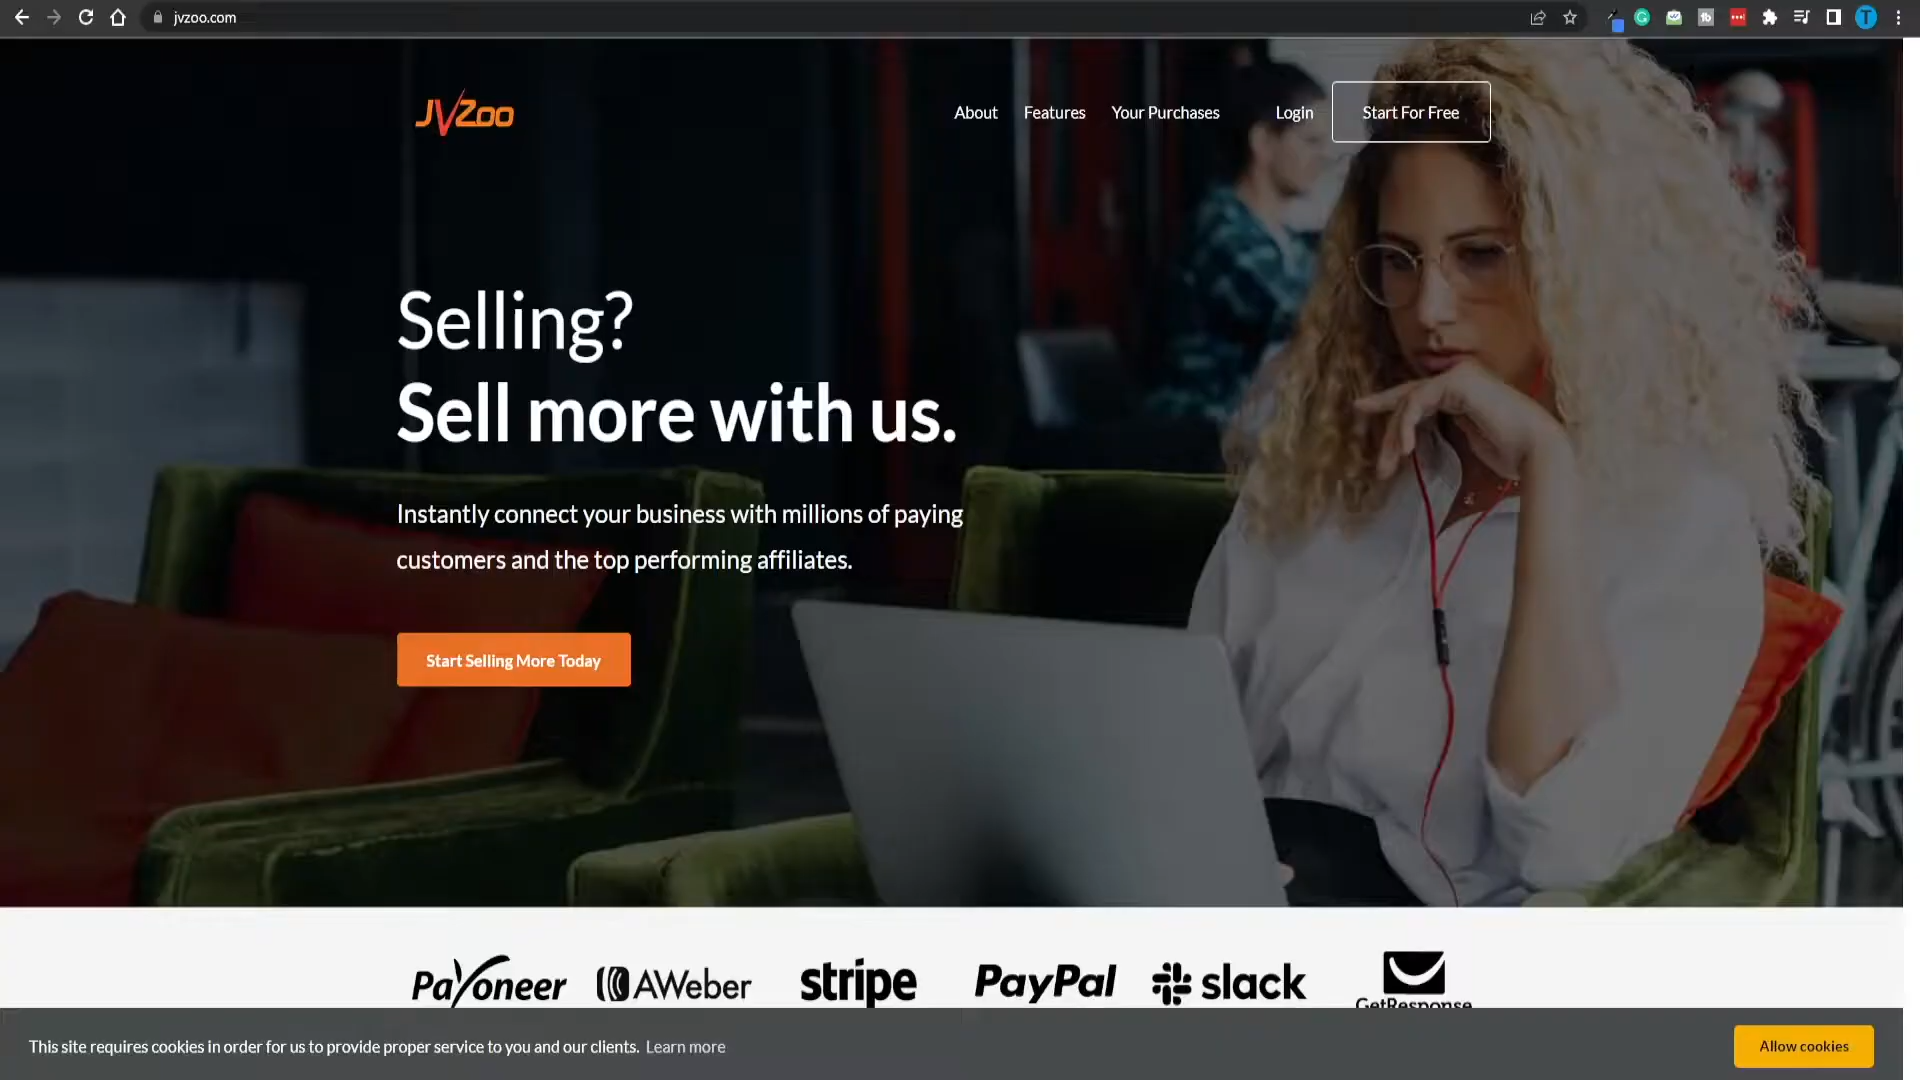 jvzoo.com
JVZoo
About Features Your Purchases Login Start For Free
Selling?
Sell more with us.
Instantly connect your business with millions of paying
customers and the top performing affiliates.
Start Selling More Today
Payoneer AWeber stripe PayPal slack GetResponse
This site requires cookies in order for us to provide proper service to you and our clients. Learn more
Allow cookies